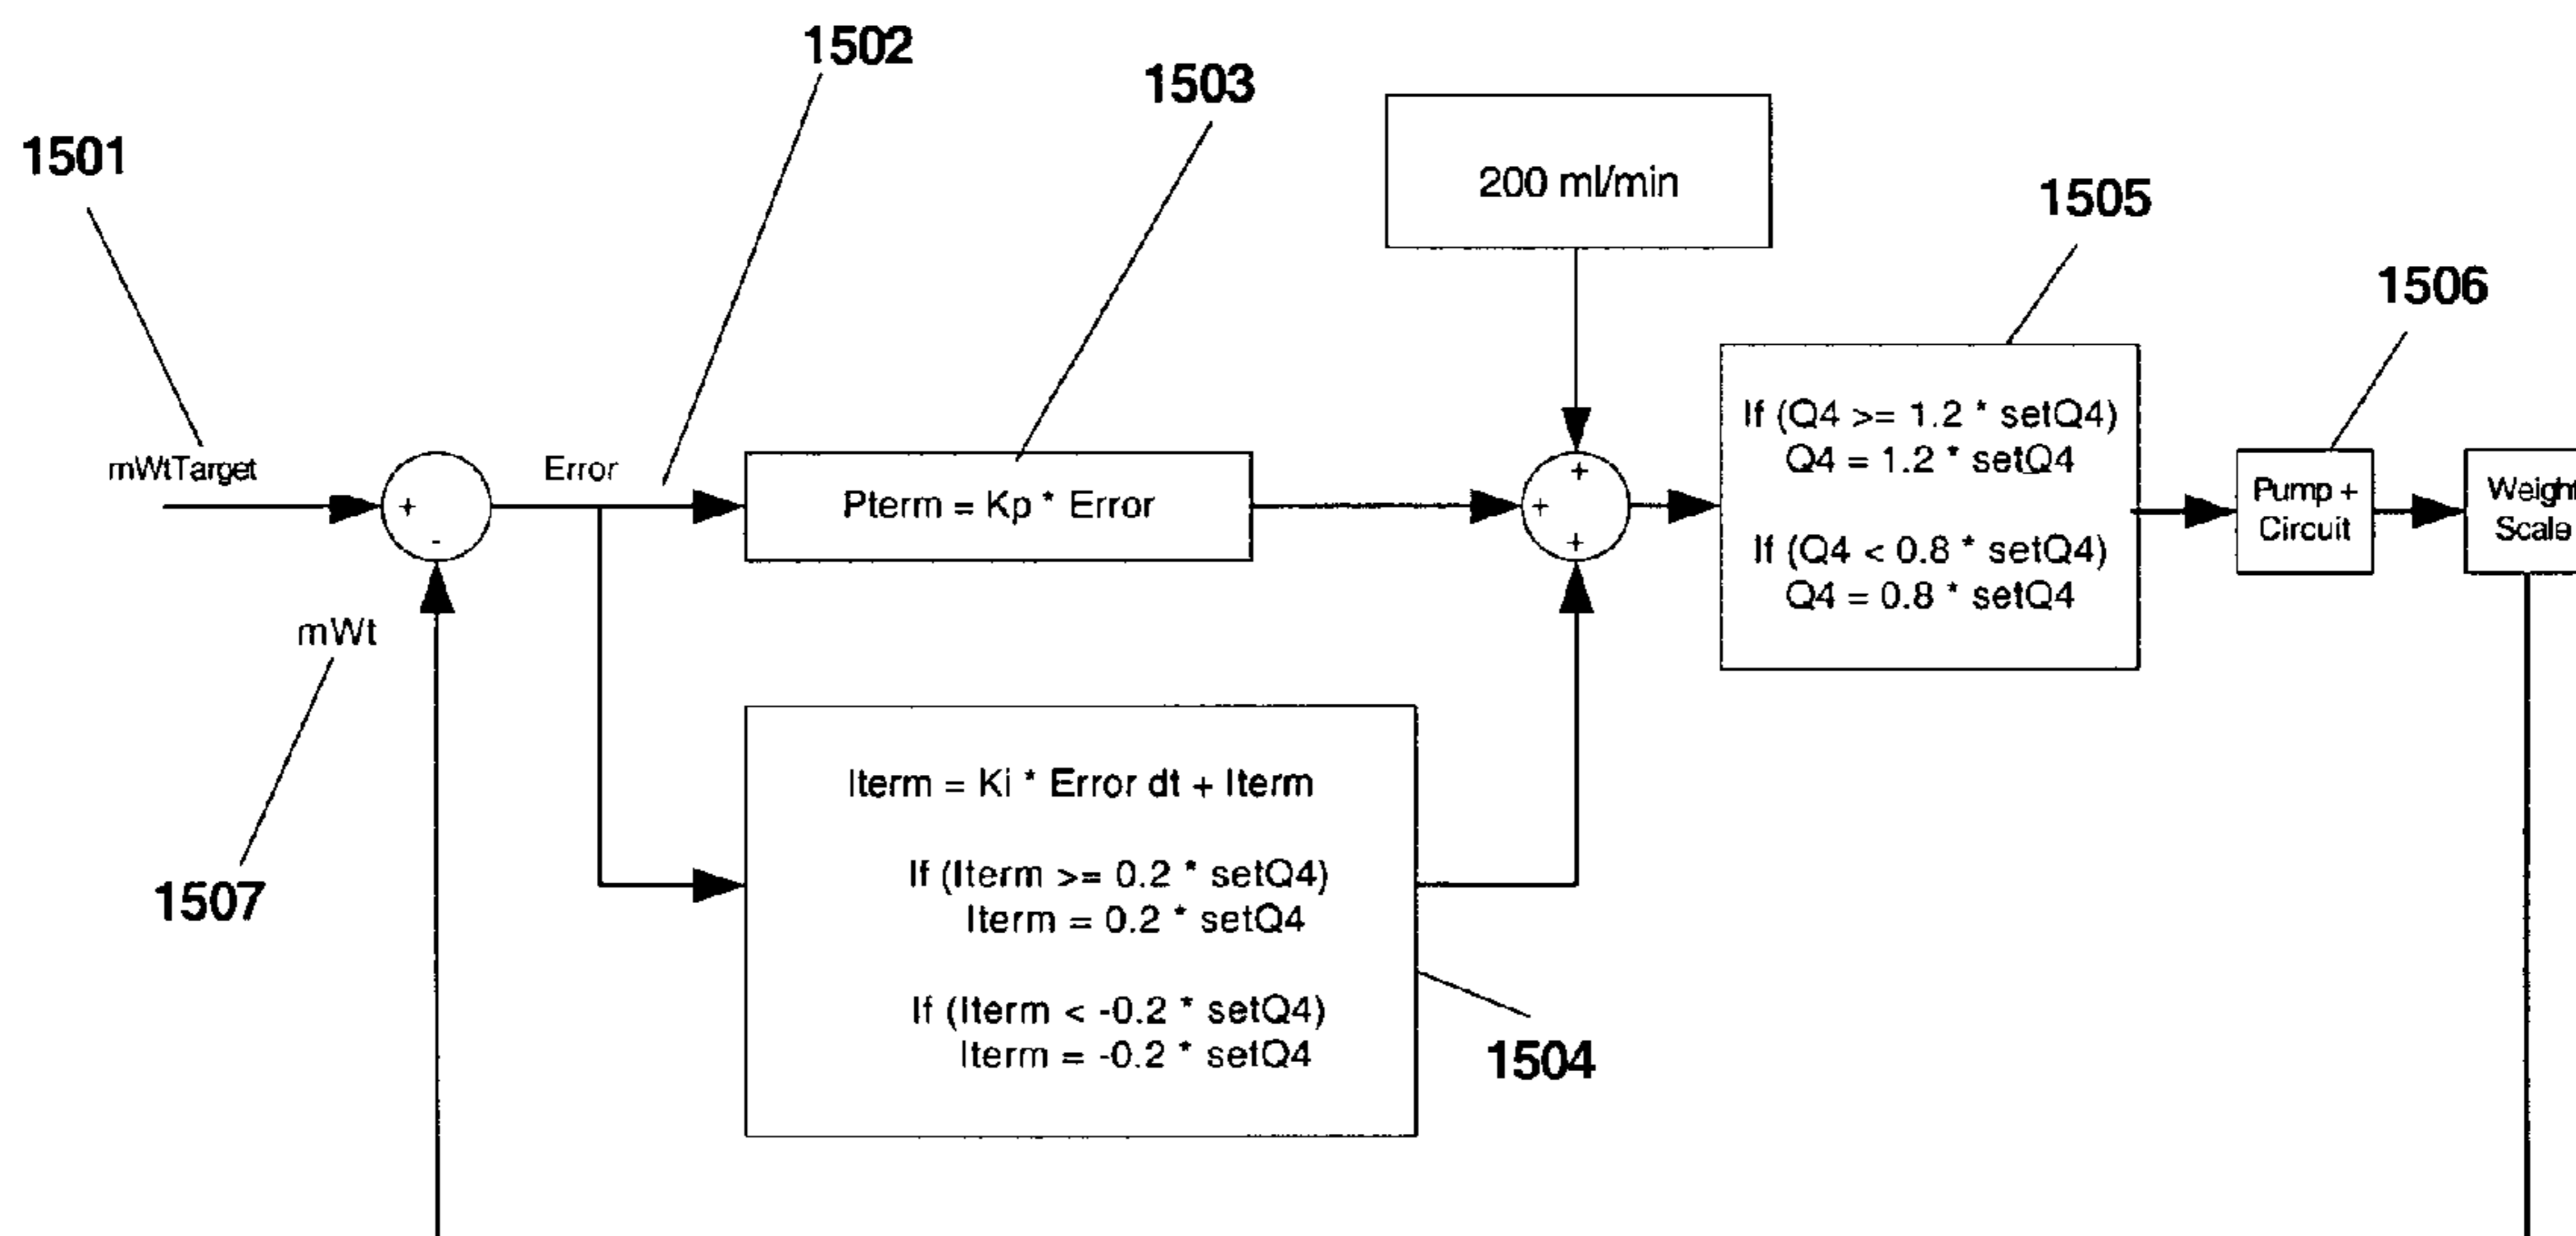 1502
1503
1501
200 ml/min
1505
1506
mWtTarget
+
-
Error
Pterm = Kp * Error
+
+
+
If (Q4 >= 1.2 * setQ4)
Q4 = 1.2 * setQ4
If (Q4 < 0.8 * setQ4)
Q4 = 0.8 * setQ4
Pump +
Circuit
Weight
Scale
mWt
1507
Iterm = Ki * Error dt + Iterm
If (Iterm >= 0.2 * setQ4)
Iterm = 0.2 * setQ4
If (Iterm < -0.2 * setQ4)
Iterm = -0.2 * setQ4
1504